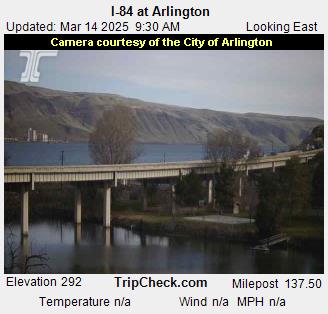 I-84 at Arlington
Updated: Mar 14 2025 9:30 AM Looking East
Camera courtesy of the City of Arlington
Elevation 292 TripCheck.com Milepost 137.50
Temperature n/a Wind n/a MPH n/a